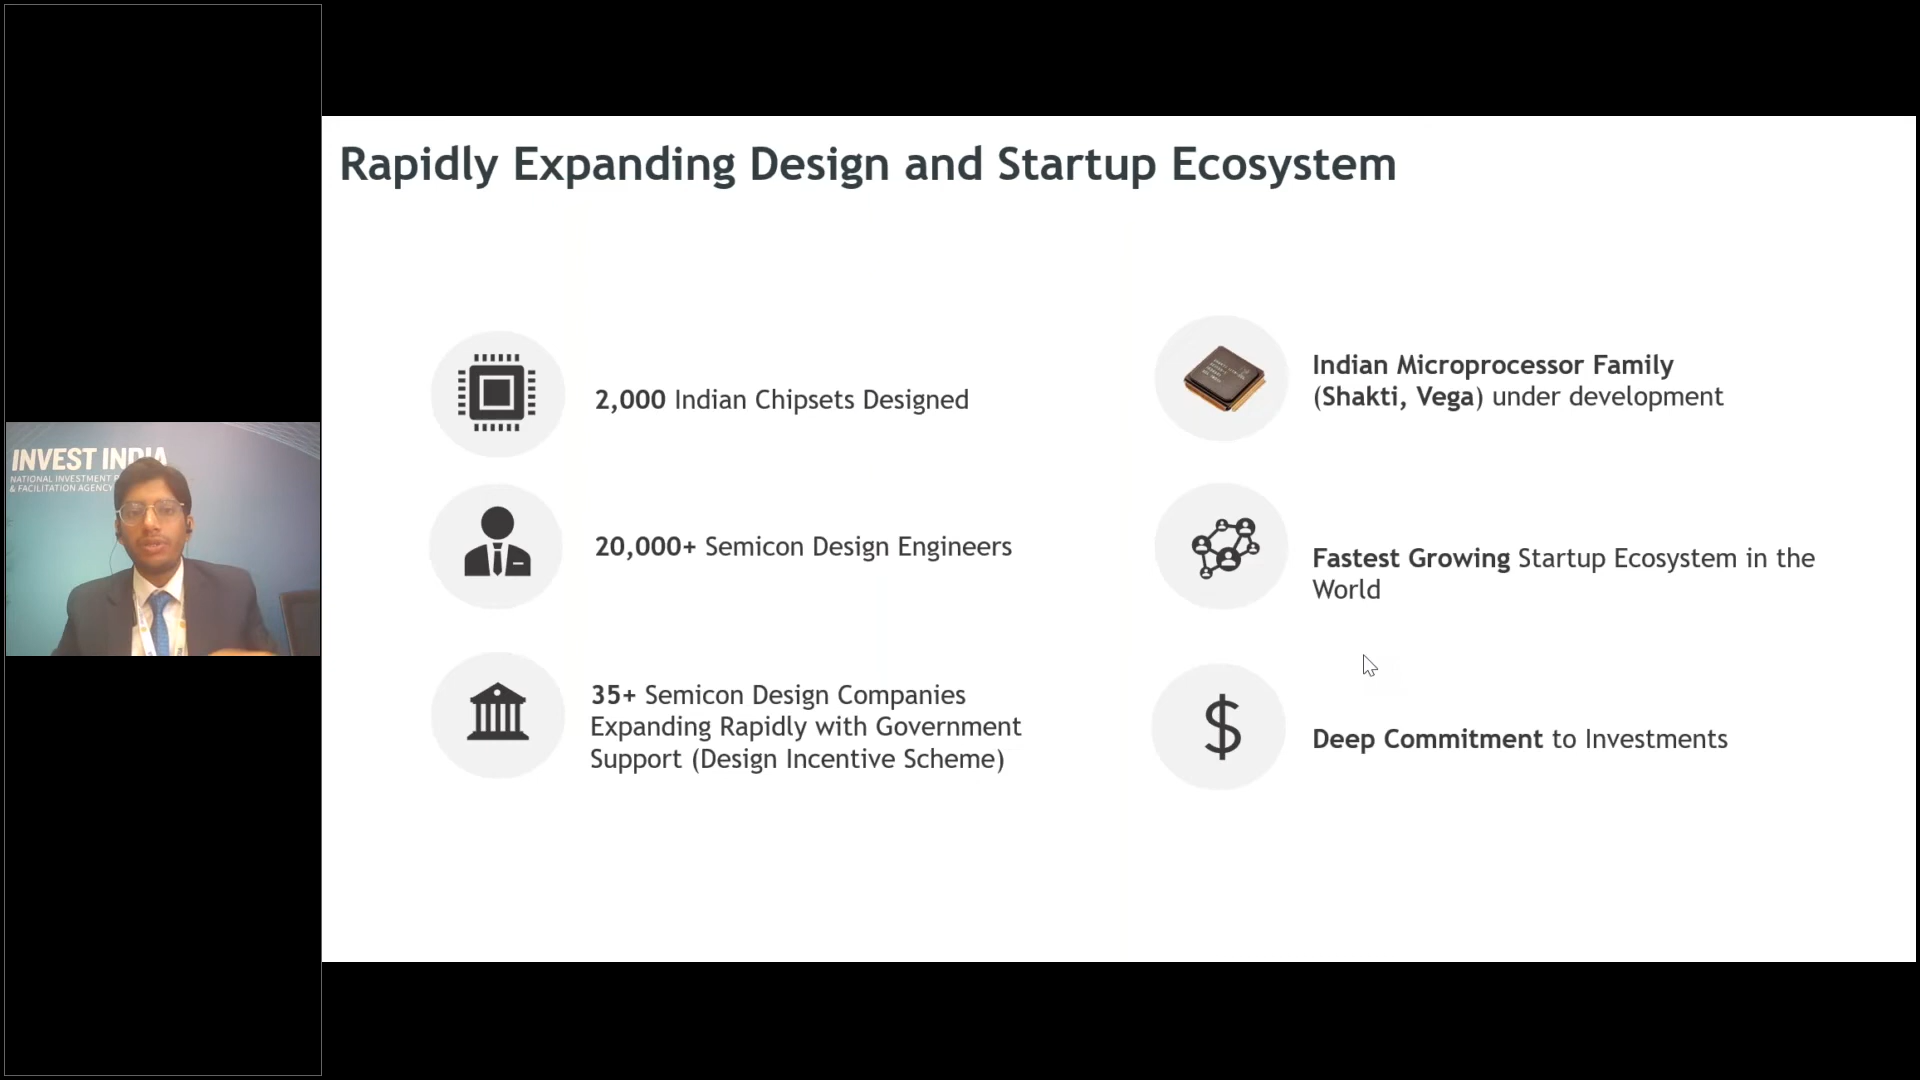 Rapidly Expanding Design and Startup Ecosystem
2,000 Indian Chipsets Designed
20,000+ Semicon Design Engineers
35+ Semicon Design Companies
Expanding Rapidly with Government
Support (Design Incentive Scheme)
Indian Microprocessor Family
(Shakti, Vega) under development
Fastest Growing Startup Ecosystem in the
World
Deep Commitment to Investments
INVEST INDIA
NATIONAL INVESTMENT
& FACILITATION AGENCY